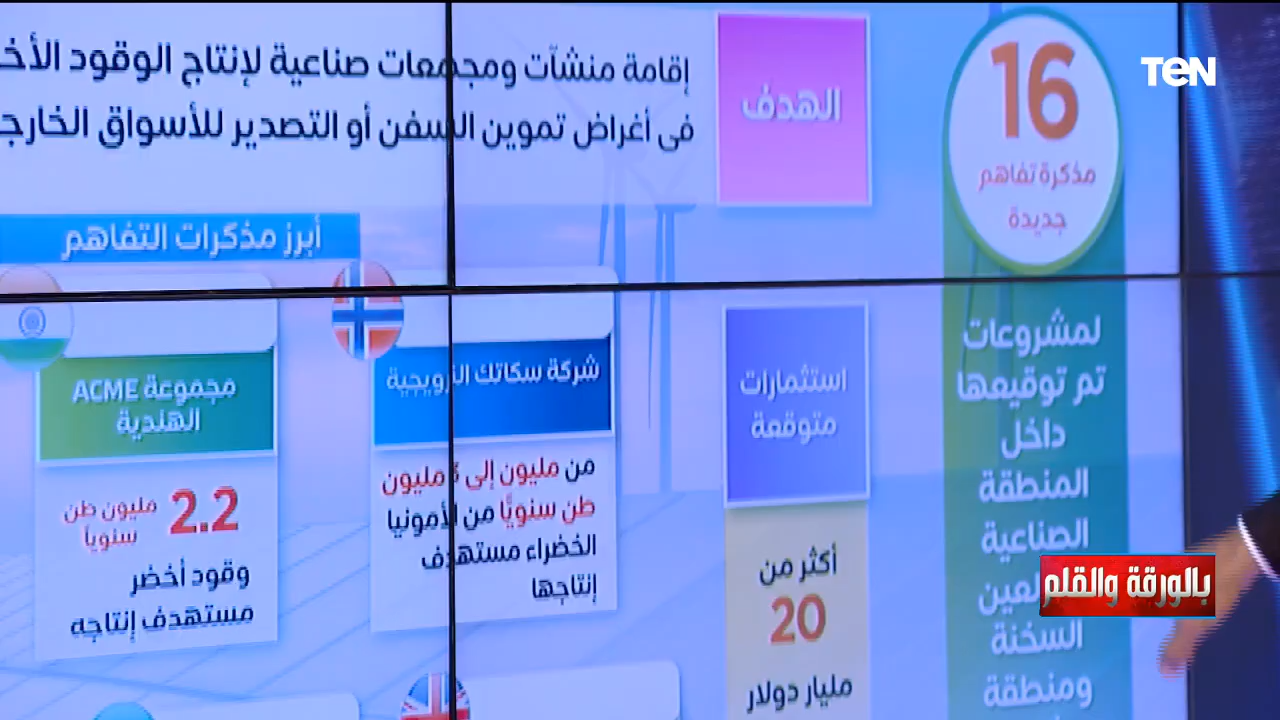 TEN
16
مذكرة تفاهم
جديدة
لمشروعات
تم توقيعها
داخل
المنطقة
الصناعية
السخنة
ومنطقة
الهدف
إقامة منشآت ومجمعات صناعية لإنتاج الوقود
فى أغراض تموين السفن أو التصدير للأسواق
استثمارات
متوقعة
أكثر من
20
مليار دولار
أبرز مذكرات التفاهم
شركة سكاتك النرويجية
من مليون إلى مليون
طن سنويًا من الأمونيا
الخضراء مستهدف
إنتاجها
مجموعة ACME
الهندية
2.2 مليون طن
سنوياً
وقود أخضر
مستهدف إنتاجه
بالورقة والقلم